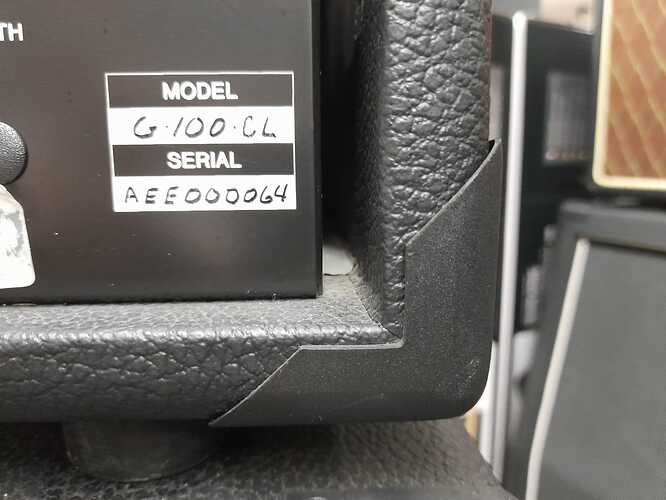 TH
MODEL
G·100·CL
SERIAL
AEE000064